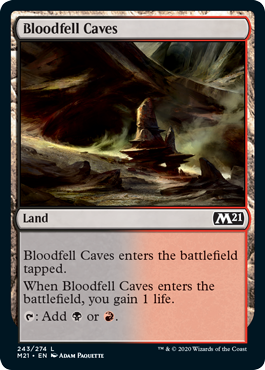 Bloodfell Caves
Land
M21
Bloodfell Caves enters the battlefield
tapped.
When Bloodfell Caves enters the
battlefield, you gain 1 life.
: Add or .
243/274 L
M21 • EN Adam Paquette
™ & © 2020 Wizards of the Coast